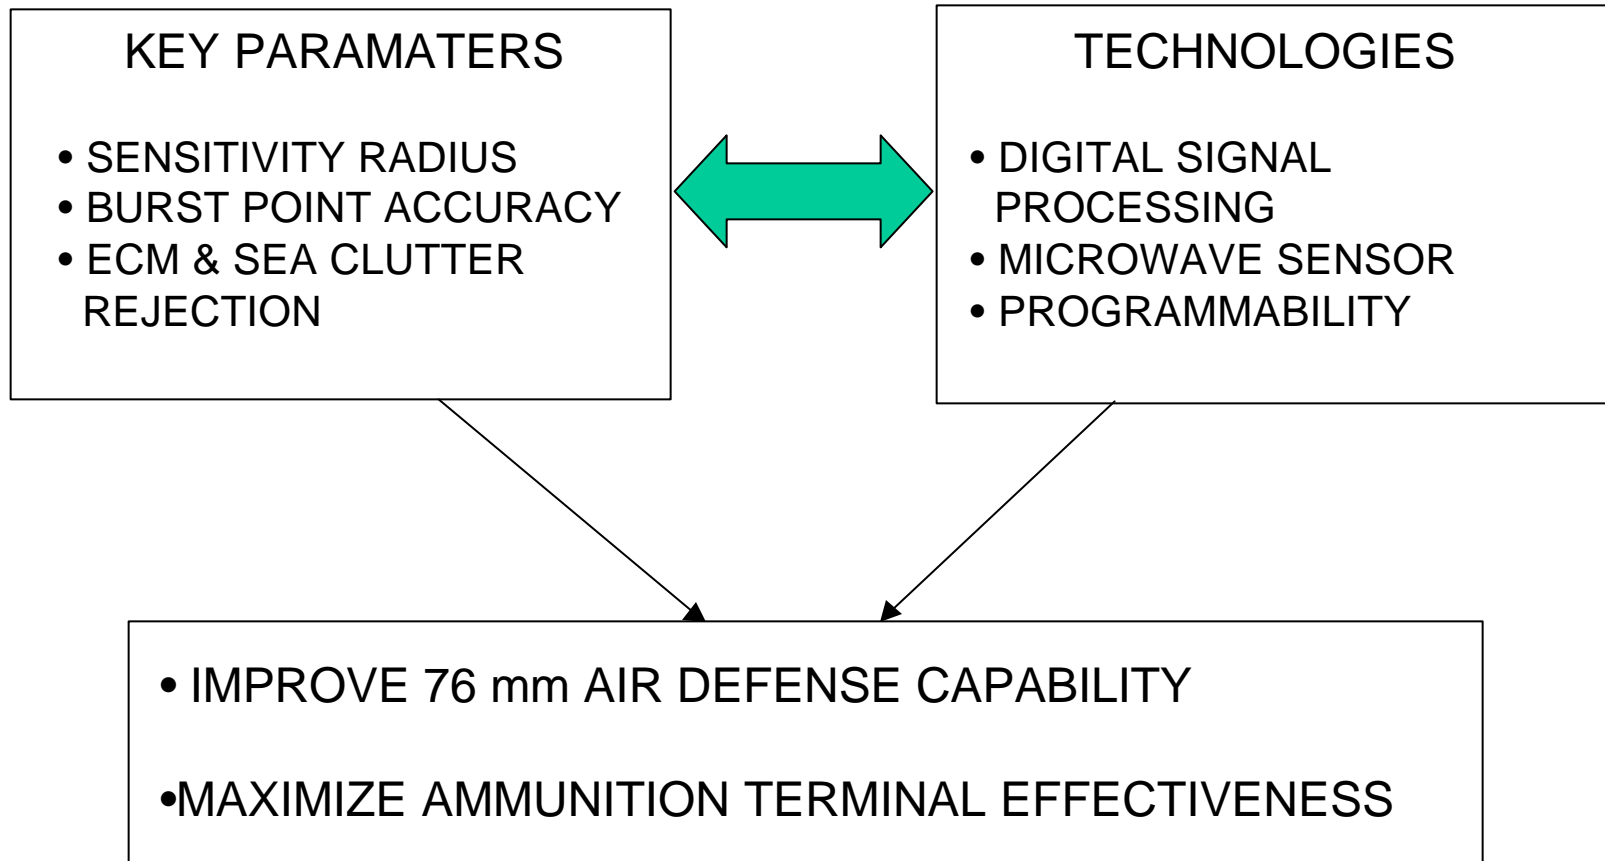 KEY PARAMATERS
• SENSITIVITY RADIUS
• BURST POINT ACCURACY
• ECM & SEA CLUTTER
REJECTION
TECHNOLOGIES
• DIGITAL SIGNAL
PROCESSING
• MICROWAVE SENSOR
• PROGRAMMABILITY
• IMPROVE 76 mm AIR DEFENSE CAPABILITY
•MAXIMIZE AMMUNITION TERMINAL EFFECTIVENESS